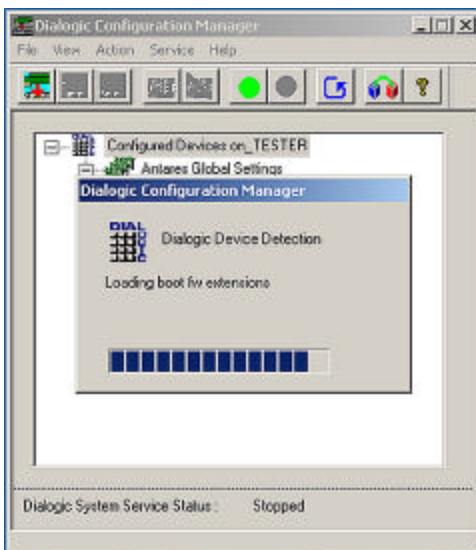 Dialogic Configuration Manager
File View Action Service Help
Configured Devices on_TESTER
Antares Global Settings
Dialogic Configuration Manager
DIALOGIC
Dialogic Device Detection
Loading boot fw extensions
Dialogic System Service Status : Stopped